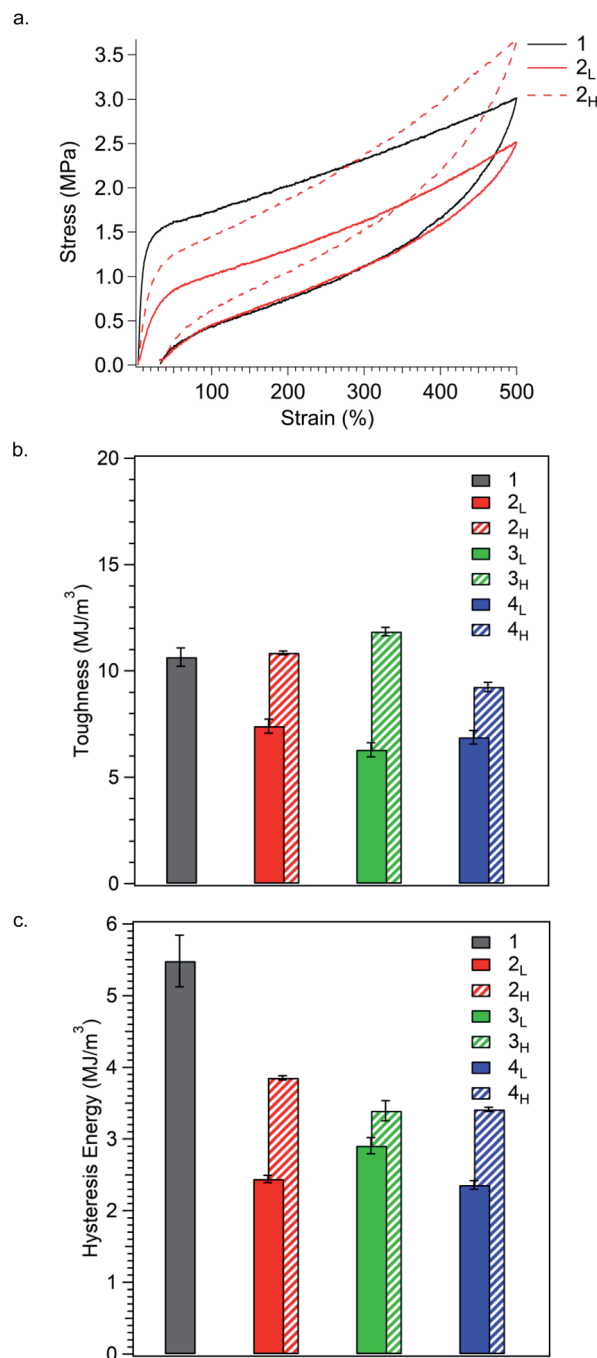 a.
3.5
3.0
2.5
2.0
1.5
1.0
0.5
0.0
Stress (MPa)
100 200 300 400 500
Strain (%)
1
2L
2H
b.
20
15
10
5
0
Toughness (MJ/m³)
1
2L
2H
3L
3H
4L
4H
c.
6
5
4
3
2
1
0
Hysteresis Energy (MJ/m³)
1
2L
2H
3L
3H
4L
4H